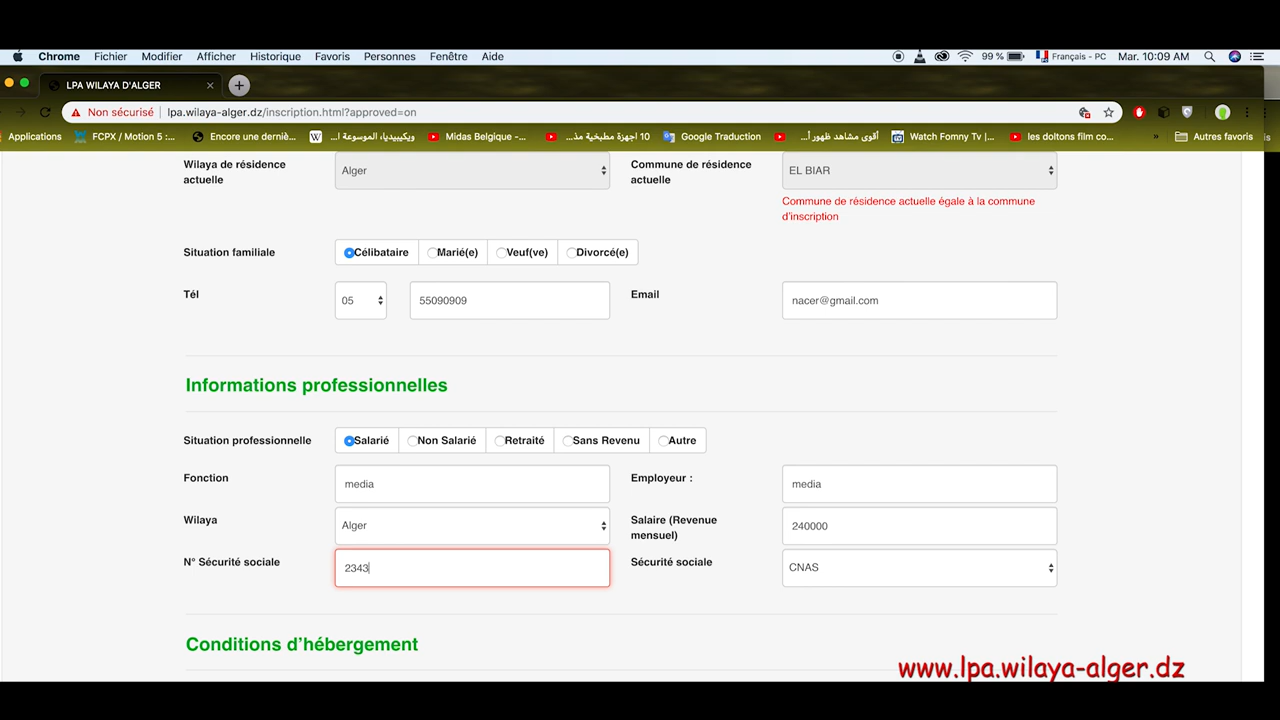 Chrome Fichier Modifier Afficher Historique Favoris Personnes Fenêtre Aide 99 % Français - PC Mar. 10:09 AM
LPA WILAYA D'ALGER
Non sécurisé lpa.wilaya-alger.dz/inscription.html?approved=on
Applications FCPX / Motion 5 :... Encore une derniè... ويكيبيديا، الموسوعة ا... Midas Belgique -... 10 اجهزة مطبخية مذ... Google Traduction أقوى مشاهد ظهور أ... Watch Fomny Tv |... les doltons film co... » Autres favoris
Wilaya de résidence
actuelle
Alger
Commune de résidence
actuelle
EL BIAR
Commune de résidence actuelle égale à la commune
d'inscription
Situation familiale Célibataire Marié(e) Veuf(ve) Divorcé(e)
Tél 05 55090909 Email nacer@gmail.com
Informations professionnelles
Situation professionnelle Salarié Non Salarié Retraité Sans Revenu Autre
Fonction media Employeur : media
Wilaya Alger Salaire (Revenue
mensuel)
240000
N° Sécurité sociale 2343 Sécurité sociale CNAS
Conditions d'hébergement
www.lpa.wilaya-alger.dz